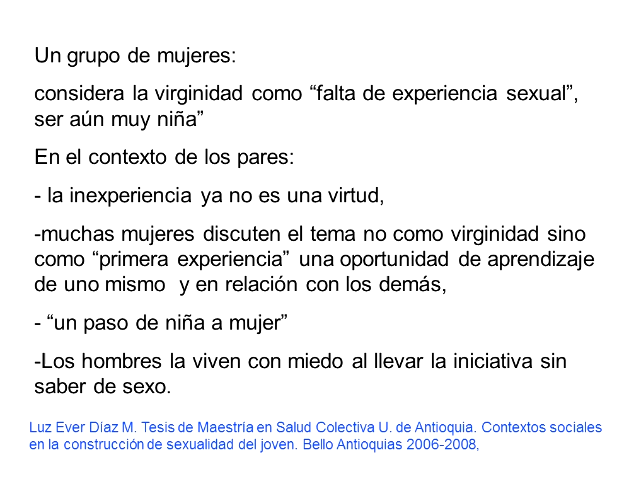 Un grupo de mujeres:
considera la virginidad como “falta de experiencia sexual”,
ser aún muy niña”
En el contexto de los pares:
- la inexperiencia ya no es una virtud,
-muchas mujeres discuten el tema no como virginidad sino
como “primera experiencia” una oportunidad de aprendizaje
de uno mismo y en relación con los demás,
- “un paso de niña a mujer”
-Los hombres la viven con miedo al llevar la iniciativa sin
saber de sexo.
Luz Ever Díaz M. Tesis de Maestría en Salud Colectiva U. de Antioquia. Contextos sociales
en la construcción de sexualidad del joven. Bello Antioquias 2006-2008,